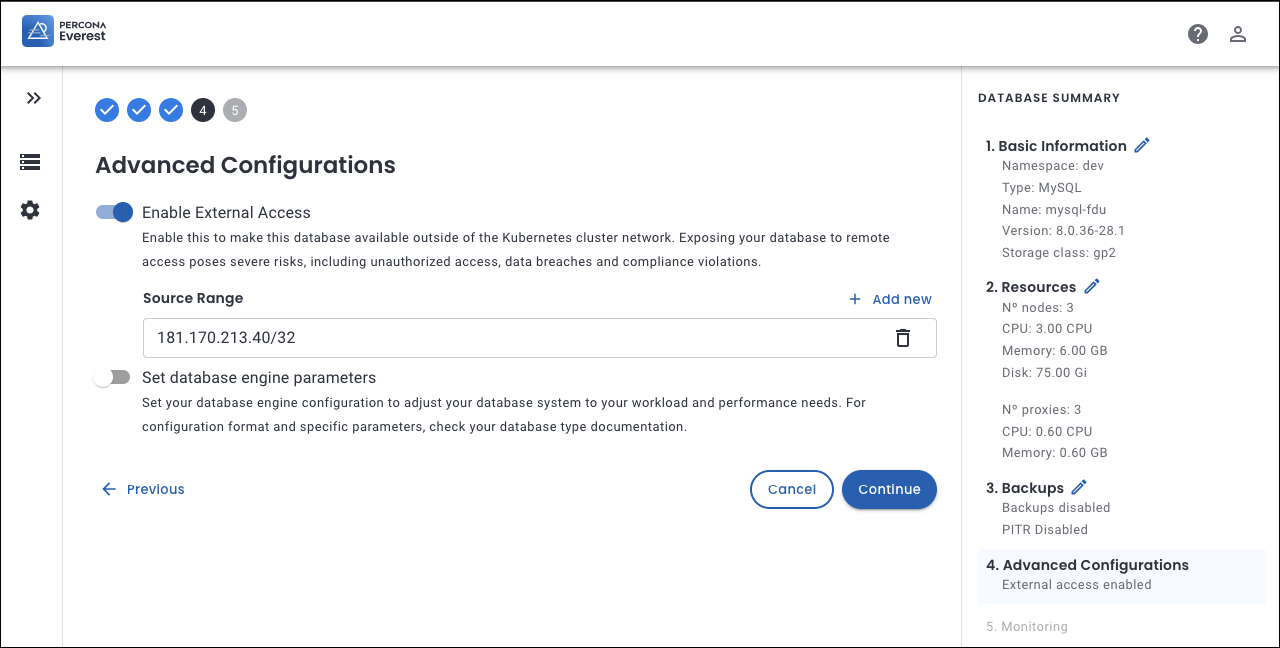 PERCONA
Everest
4
5
Advanced Configurations
Enable External Access
Enable this to make this database available outside of the Kubernetes cluster network. Exposing your database to remote
access poses severe risks, including unauthorized access, data breaches and compliance violations.
Source Range
Add new
181.170.213.40/32
Set database engine parameters
Set your database engine configuration to adjust your database system to your workload and performance needs. For
configuration format and specific parameters, check your database type documentation.
Previous
Cancel
Continue
DATABASE SUMMARY
1. Basic Information
Namespace: dev
Type: MySQL
Name: mysql-fdu
Version: 8.0.36-28.1
Storage class: gp2
2. Resources
Nº nodes: 3
CPU: 3.00 CPU
Memory: 6.00 GB
Disk: 75.00 Gi
Nº proxies: 3
CPU: 0.60 CPU
Memory: 0.60 GB
3. Backups
Backups disabled
PITR Disabled
4. Advanced Configurations
External access enabled
5. Monitoring